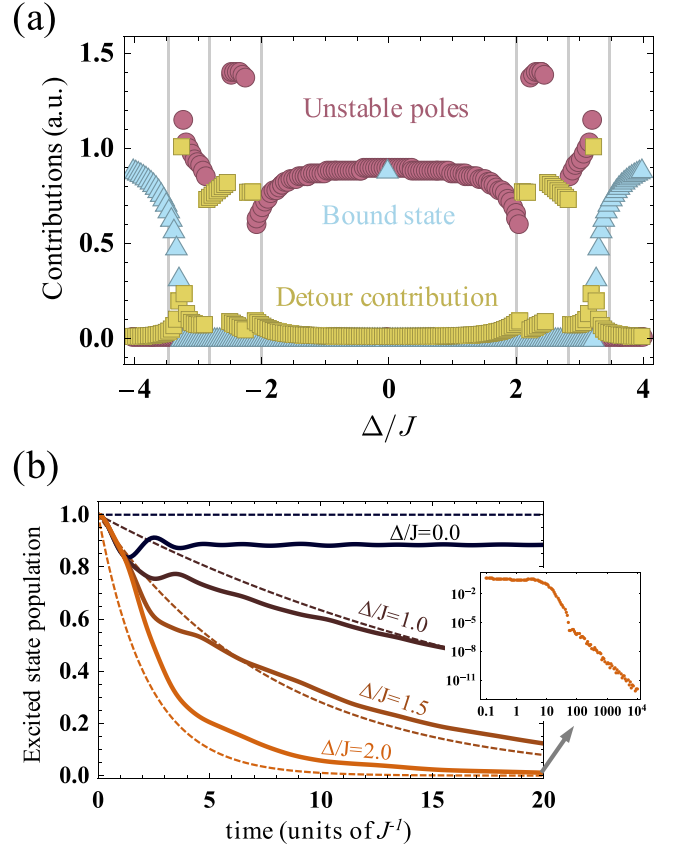 (a)
Contributions (a.u.)
1.5
1.0
0.5
0.0
Unstable poles
Bound state
Detour contribution
−4 −2 0 2 4
Δ/J
(b)
Excited state population
1.0
0.8
0.6
0.4
0.2
0.0
Δ/J=0.0
Δ/J=1.0
Δ/J=1.5
Δ/J=2.0
10⁻²
10⁻⁵
10⁻⁸
10⁻¹¹
0.1 1 10 100 1000 10⁴
0 5 10 15 20
time (units of J⁻¹)